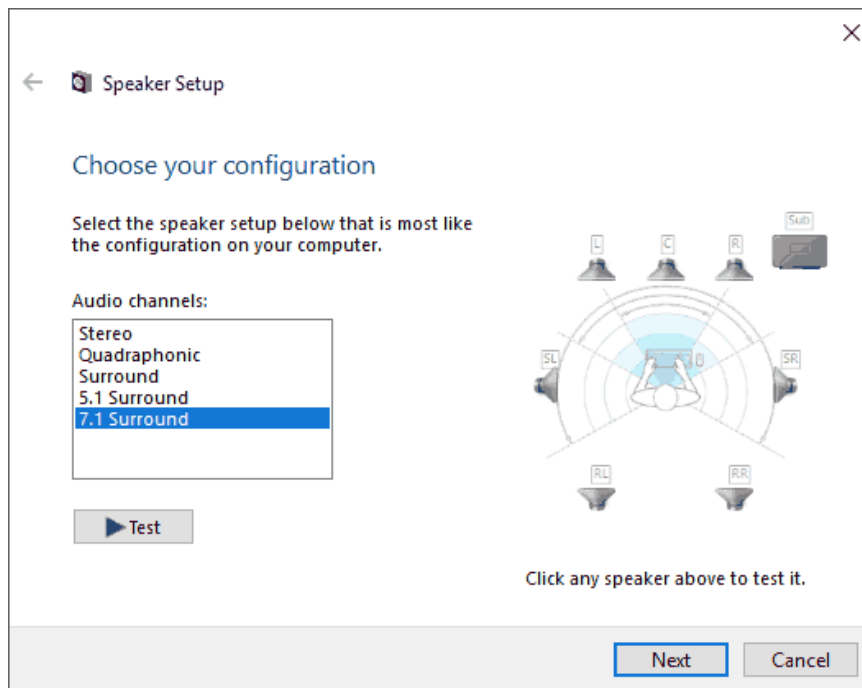 Speaker Setup
Choose your configuration
Select the speaker setup below that is most like
the configuration on your computer.
Audio channels:
Stereo
Quadraphonic
Surround
5.1 Surround
7.1 Surround
Test
Sub
L C R
SL SR
RL RR
Click any speaker above to test it.
Next Cancel